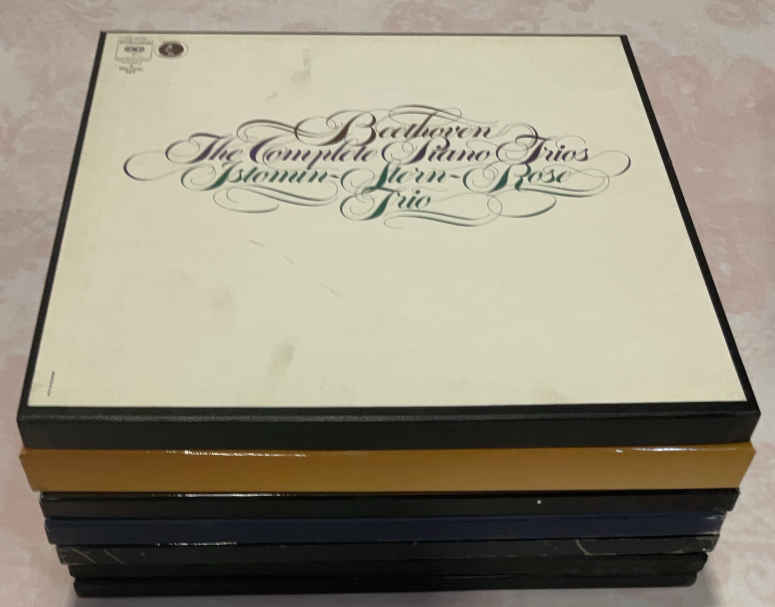 Beethoven
The Complete Piano Trios
Istomin-Stern-Rose
Trio